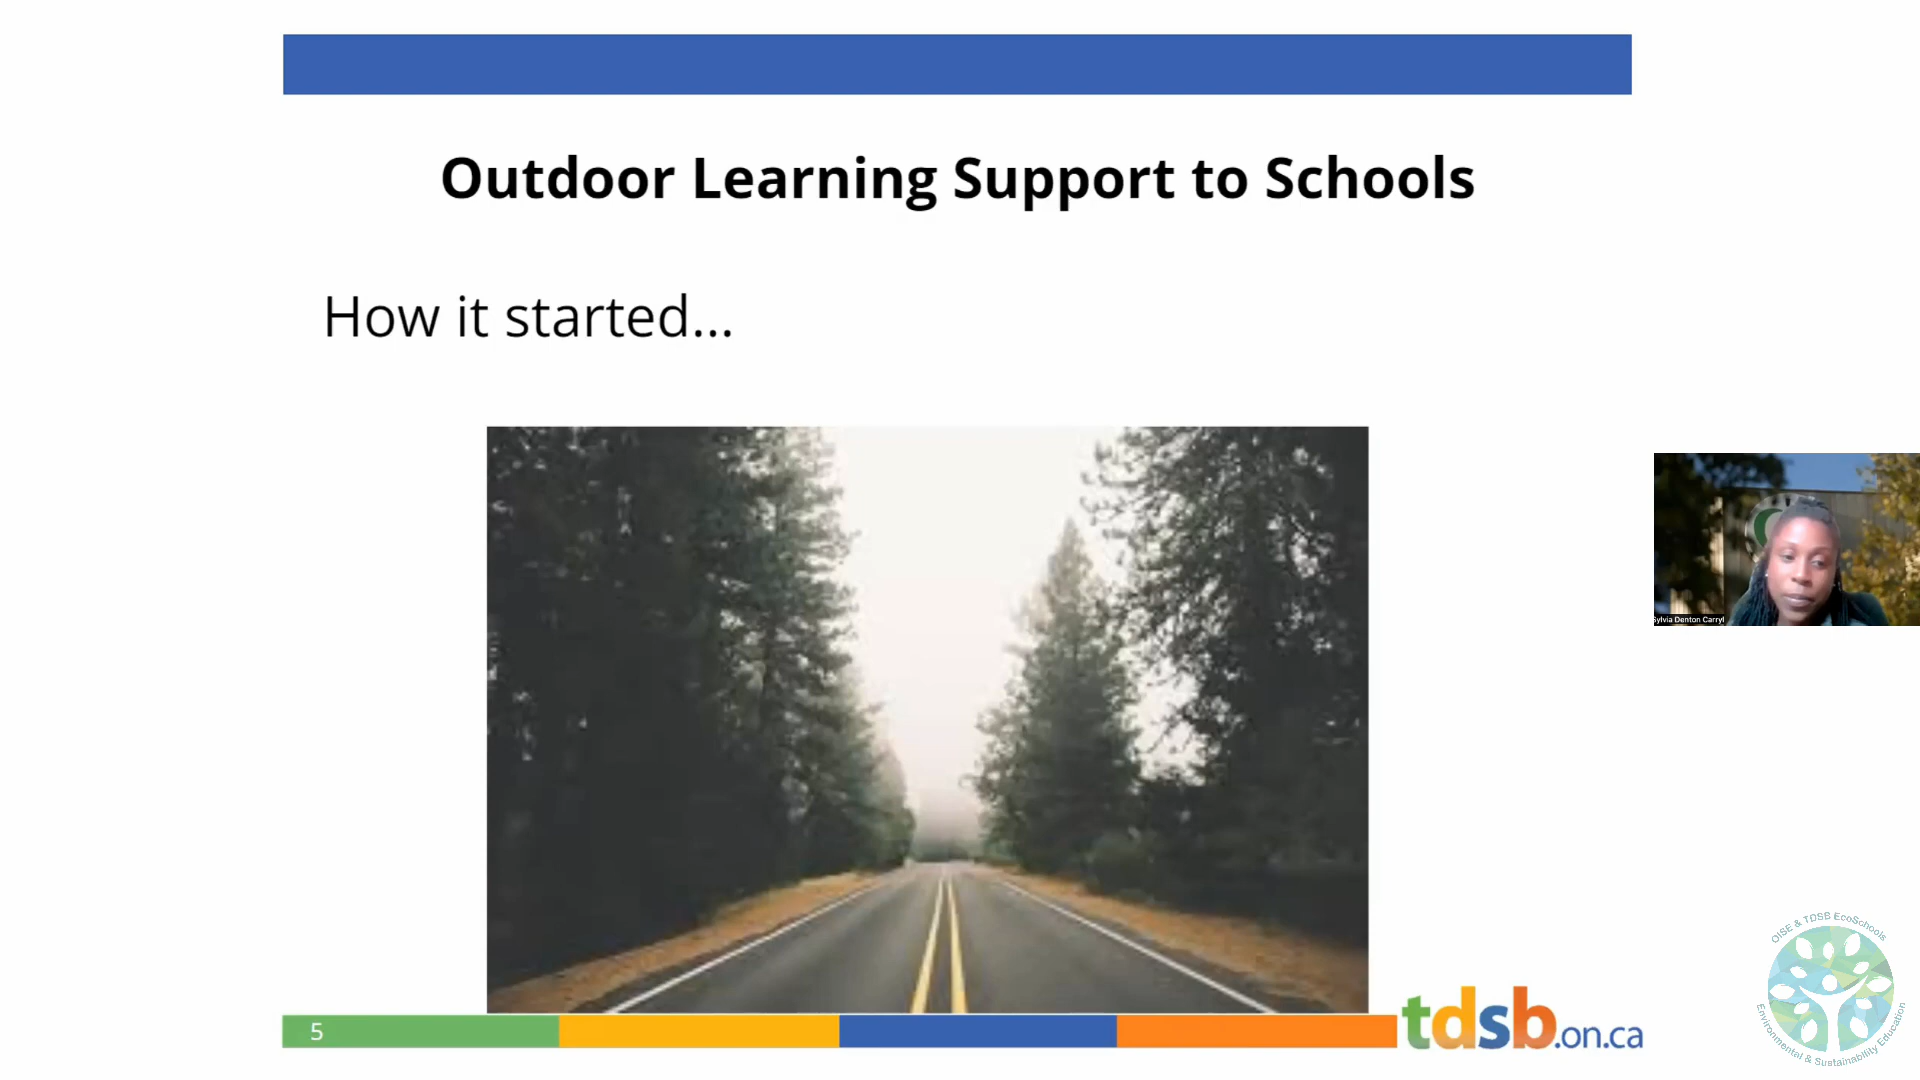 Outdoor Learning Support to Schools
How it started...
Sylvia Denton Carryl
5
tdsb.on.ca
OISE & TDSB EcoSchools
Environmental & Sustainability Education